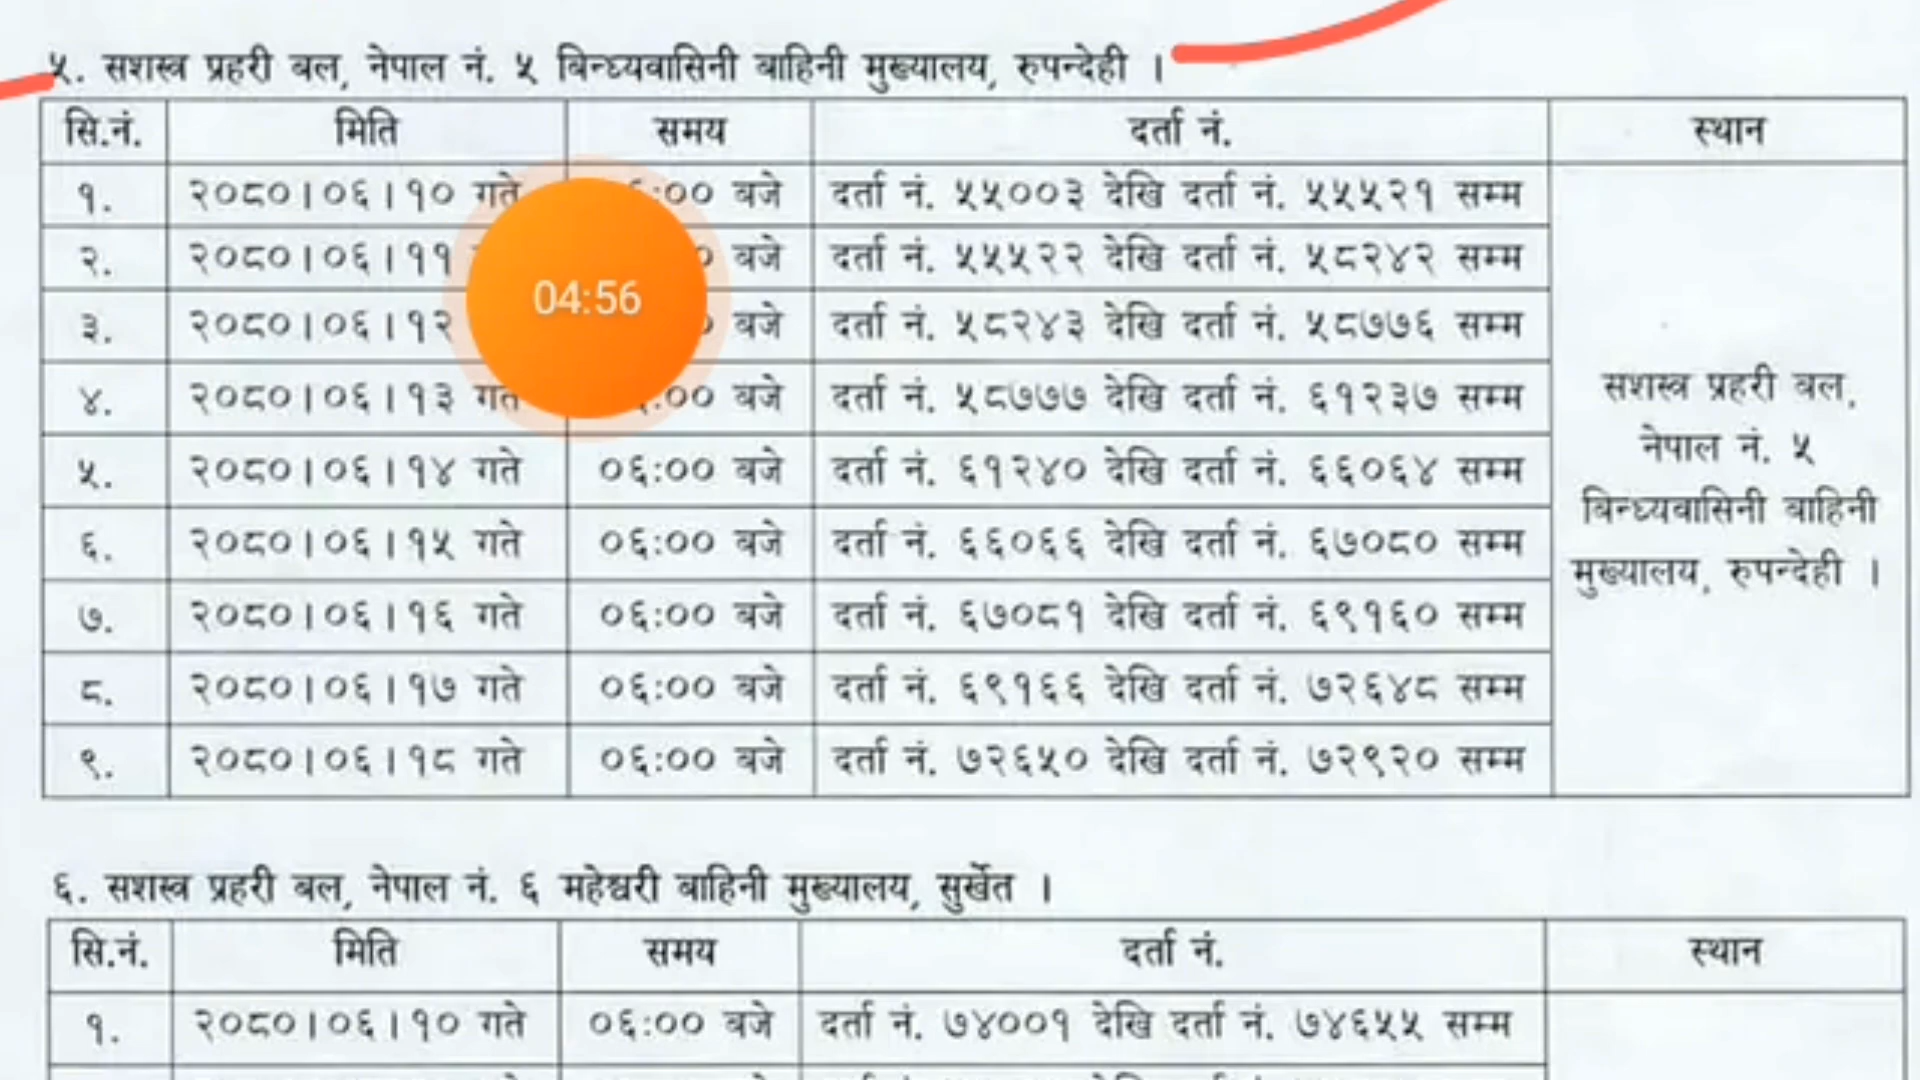 ५. सशस्त्र प्रहरी बल, नेपाल नं. ५ बिन्ध्यवासिनी बाहिनी मुख्यालय, रुपन्देही ।
सि.नं. मिति समय दर्ता नं. स्थान
१. २०८०।०६।१० गते :०० बजे दर्ता नं. ५५००३ देखि दर्ता नं. ५५५२१ सम्म
२. २०८०।०६।११ बजे दर्ता नं. ५५५२२ देखि दर्ता नं. ५८२४२ सम्म
३. २०८०।०६।१२ बजे दर्ता नं. ५८२४३ देखि दर्ता नं. ५८७७६ सम्म
४. २०८०।०६।१३ गते :०० बजे दर्ता नं. ५८७७७ देखि दर्ता नं. ६१२३७ सम्म
५. २०८०।०६।१४ गते ०६:०० बजे दर्ता नं. ६१२४० देखि दर्ता नं. ६६०६४ सम्म
६. २०८०।०६।१५ गते ०६:०० बजे दर्ता नं. ६६०६६ देखि दर्ता नं. ६७०८० सम्म
७. २०८०।०६।१६ गते ०६:०० बजे दर्ता नं. ६७०८१ देखि दर्ता नं. ६९१६० सम्म
८. २०८०।०६।१७ गते ०६:०० बजे दर्ता नं. ६९१६६ देखि दर्ता नं. ७२६४८ सम्म
९. २०८०।०६।१८ गते ०६:०० बजे दर्ता नं. ७२६५० देखि दर्ता नं. ७२९२० सम्म
सशस्त्र प्रहरी बल,
नेपाल नं. ५
बिन्ध्यवासिनी बाहिनी
मुख्यालय, रुपन्देही ।
04:56
६. सशस्त्र प्रहरी बल, नेपाल नं. ६ महेश्वरी बाहिनी मुख्यालय, सुर्खेत ।
सि.नं. मिति समय दर्ता नं. स्थान
१. २०८०।०६।१० गते ०६:०० बजे दर्ता नं. ७४००१ देखि दर्ता नं. ७४६५५ सम्म